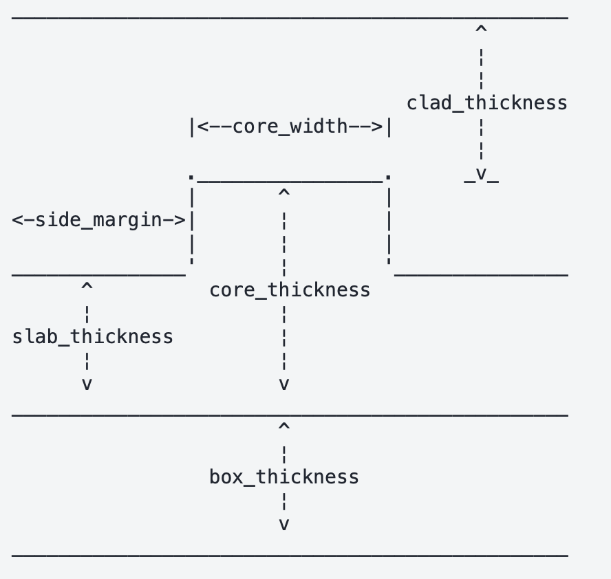 clad_thickness
|<--core_width-->|
<-side_margin->
core_thickness
slab_thickness
box_thickness